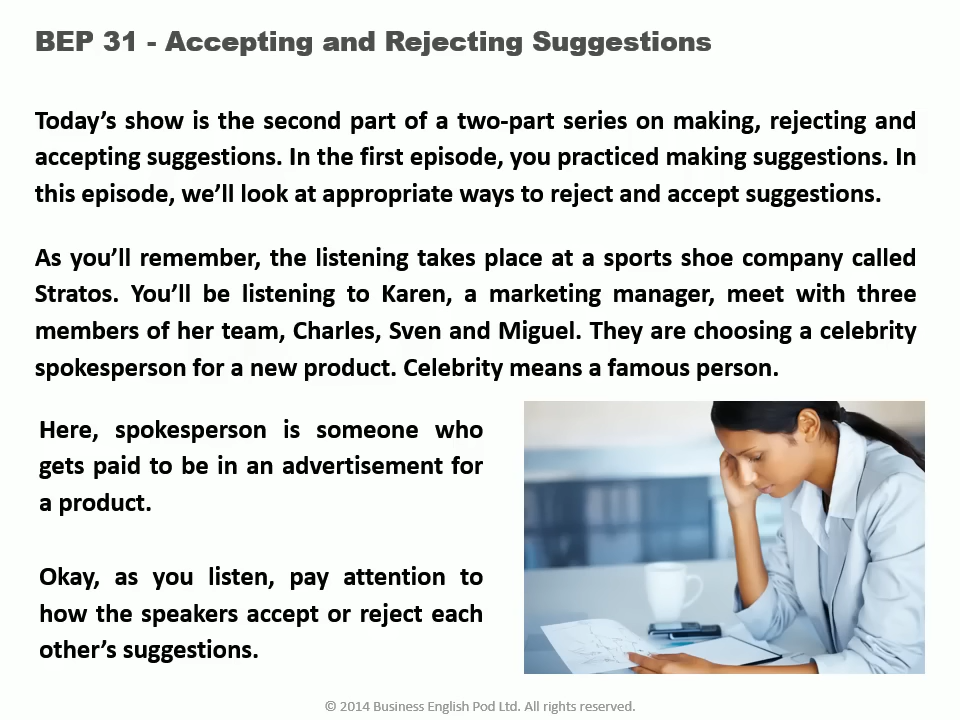 BEP 31 - Accepting and Rejecting Suggestions
Today’s show is the second part of a two-part series on making, rejecting and
accepting suggestions. In the first episode, you practiced making suggestions. In
this episode, we’ll look at appropriate ways to reject and accept suggestions.
As you’ll remember, the listening takes place at a sports shoe company called
Stratos. You’ll be listening to Karen, a marketing manager, meet with three
members of her team, Charles, Sven and Miguel. They are choosing a celebrity
spokesperson for a new product. Celebrity means a famous person.
Here, spokesperson is someone who
gets paid to be in an advertisement for
a product.
Okay, as you listen, pay attention to
how the speakers accept or reject each
other’s suggestions.
© 2014 Business English Pod Ltd. All rights reserved.